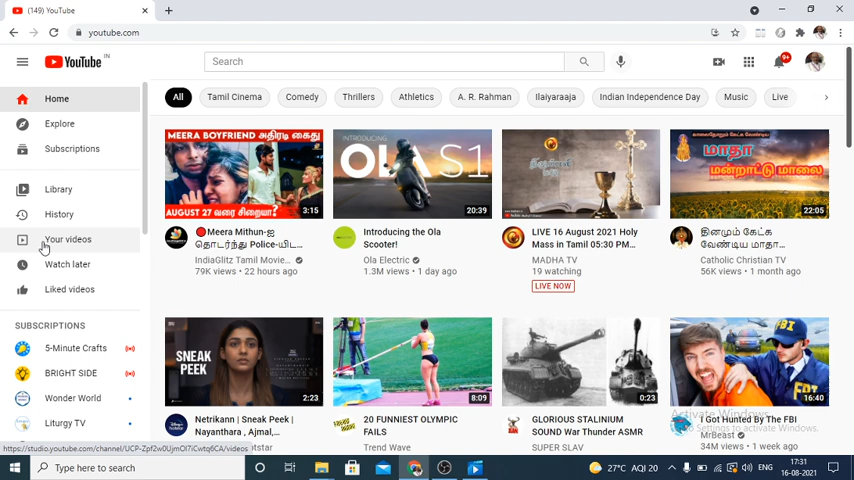 (149) YouTube
youtube.com
YouTube IN
Search
9+
Home
Explore
Subscriptions
Library
History
Your videos
Watch later
Liked videos
SUBSCRIPTIONS
5-Minute Crafts
BRIGHT SIDE
Wonder World
Liturgy TV
All
Tamil Cinema
Comedy
Thrillers
Athletics
A. R. Rahman
Ilaiyaraaja
Indian Independence Day
Music
Live
MEERA BOYFRIEND அதிரடி கைது
AUGUST 27 வரை சிறையா?
3:15
🔴Meera Mithun-ஐ
தொடர்ந்து Police-யிட...
IndiaGlitz Tamil Movie...
79K views • 22 hours ago
INTRODUCING THE
OLA S1
20:39
Introducing the Ola
Scooter!
Ola Electric
1.3M views • 1 day ago
LIVE 16 August 2021 Holy
Mass in Tamil 05:30 PM...
MADHA TV
19 watching
LIVE NOW
தினமும் கேட்க வேண்டிய
மாதா
மன்றாட்டு மாலை
22:05
தினமும் கேட்க
வேண்டிய மாதா...
Catholic Christian TV
56K views • 1 month ago
SNEAK
PEEK
2:23
Netrikann | Sneak Peek |
Nayanthara , Ajmal,...
hotstar
8:09
20 FUNNIEST OLYMPIC
FAILS
Trend Wave
0:23
GLORIOUS STALINIUM
SOUND War Thunder ASMR
SUPER SLAV
FBI
FBI
16:40
I Got Hunted By The FBI
MrBeast
34M views • 1 week ago
Activate Windows
Go to Settings to activate Windows.
https://studio.youtube.com/channel/UCP-Zpf2w0UjmOl7iCwtq6CA/videos
Type here to search
27°C AQI 20
ENG
17:31
16-08-2021